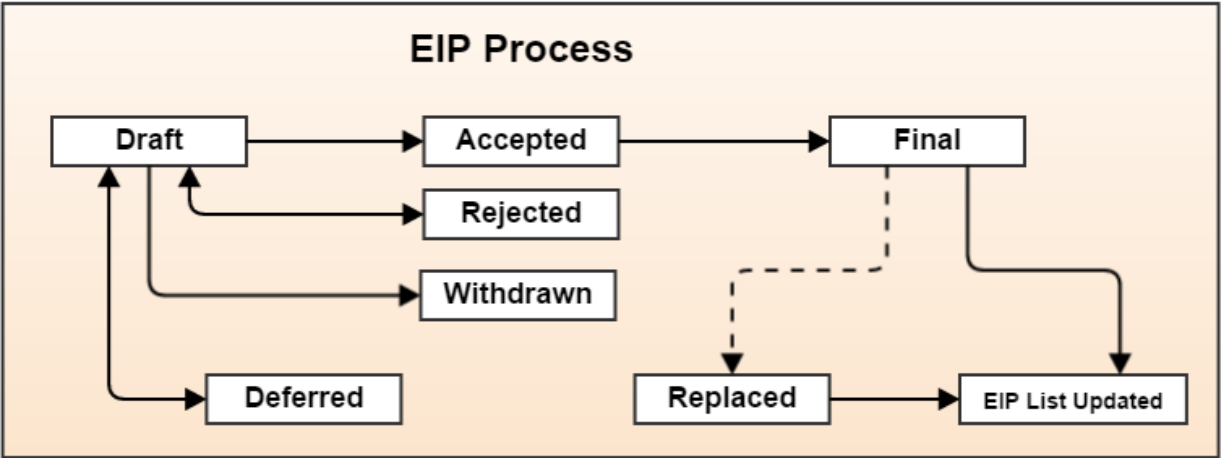 EIP Process
Draft
Accepted
Final
Rejected
Withdrawn
Deferred
Replaced
EIP List Updated